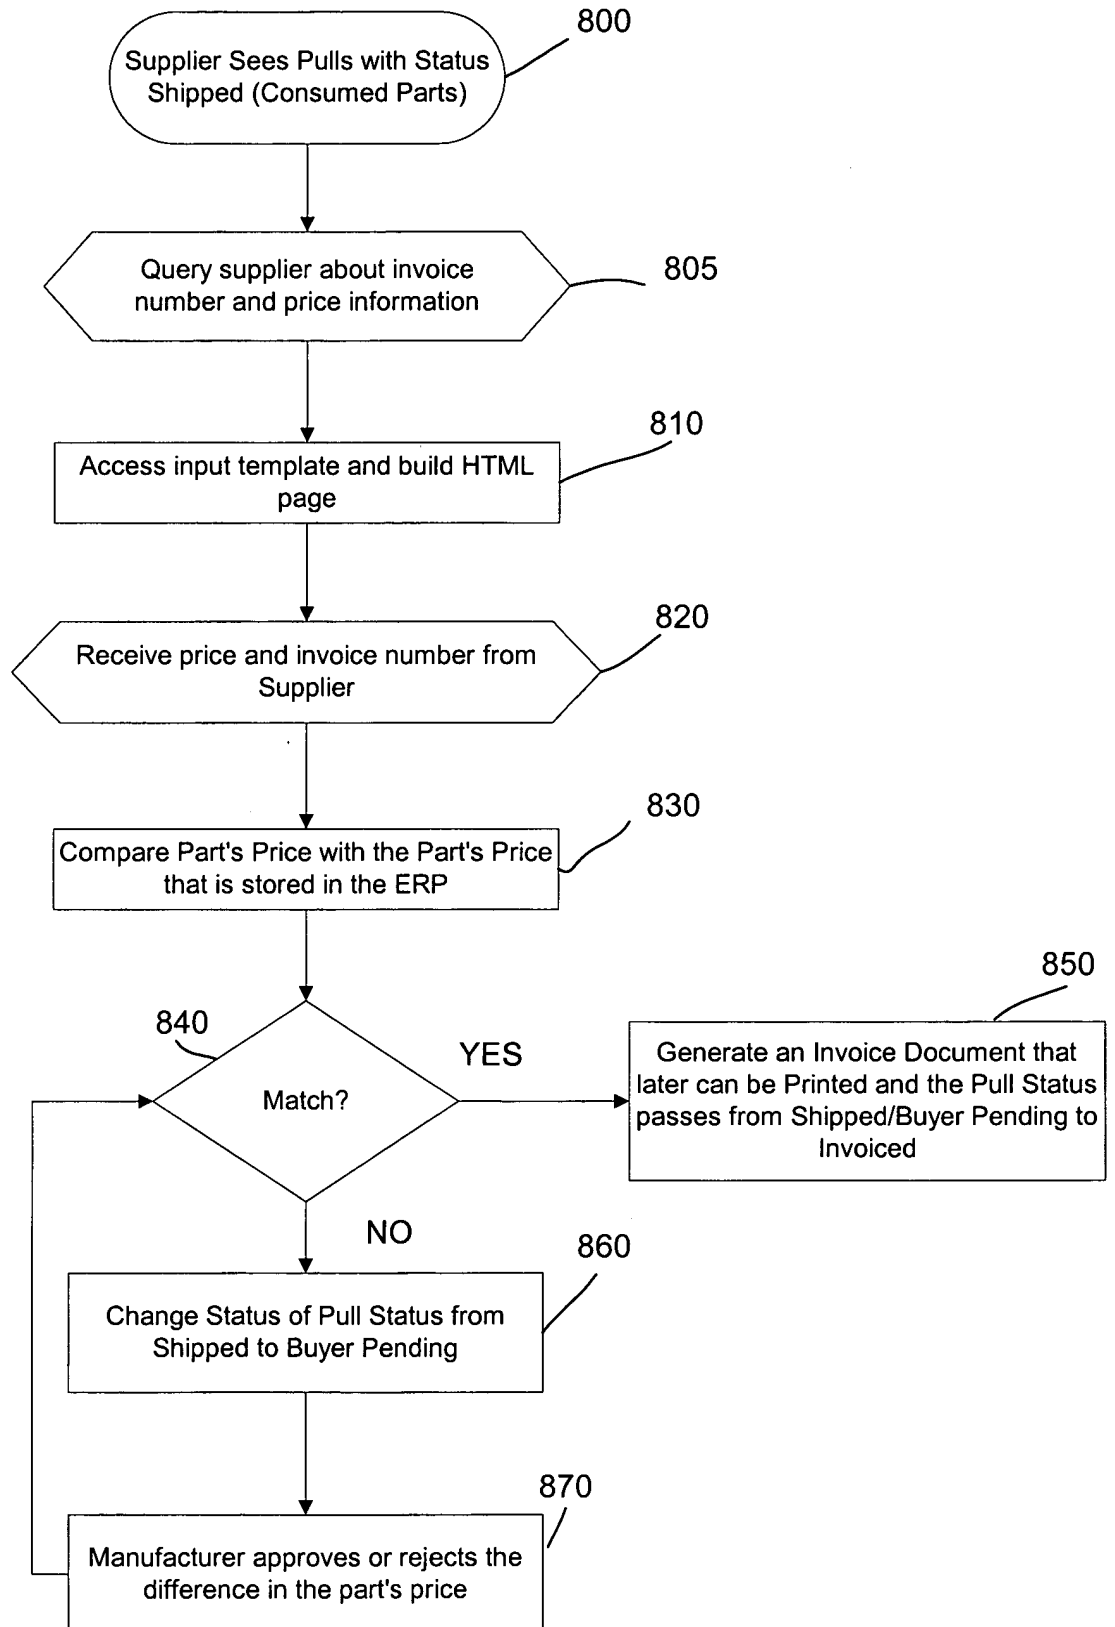 800
Supplier Sees Pulls with Status
Shipped (Consumed Parts)
Query supplier about invoice
number and price information
805
810
Access input template and build HTML
page
820
Receive price and invoice number from
Supplier
830
Compare Part's Price with the Part's Price
that is stored in the ERP
850
840
YES
Match?
Generate an Invoice Document that
later can be Printed and the Pull Status
passes from Shipped/Buyer Pending to
Invoiced
NO
860
Change Status of Pull Status from
Shipped to Buyer Pending
870
Manufacturer approves or rejects the
difference in the part's price